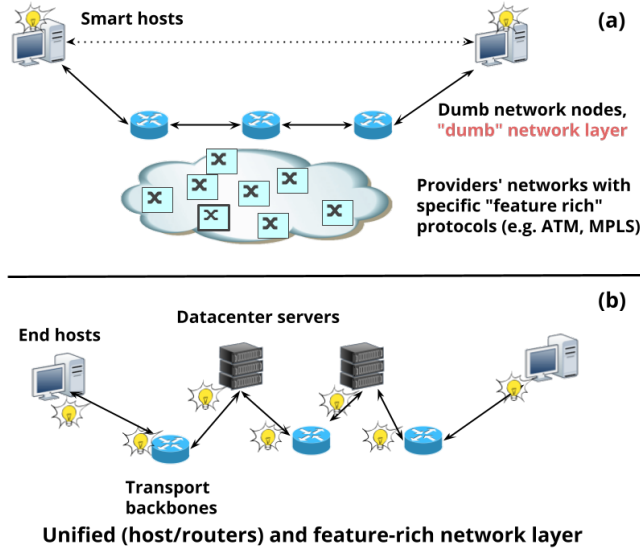 Smart hosts
(a)
Dumb network nodes,
"dumb" network layer
Providers' networks with
specific "feature rich"
protocols (e.g. ATM, MPLS)
(b)
Datacenter servers
End hosts
Transport
backbones
Unified (host/routers) and feature-rich network layer